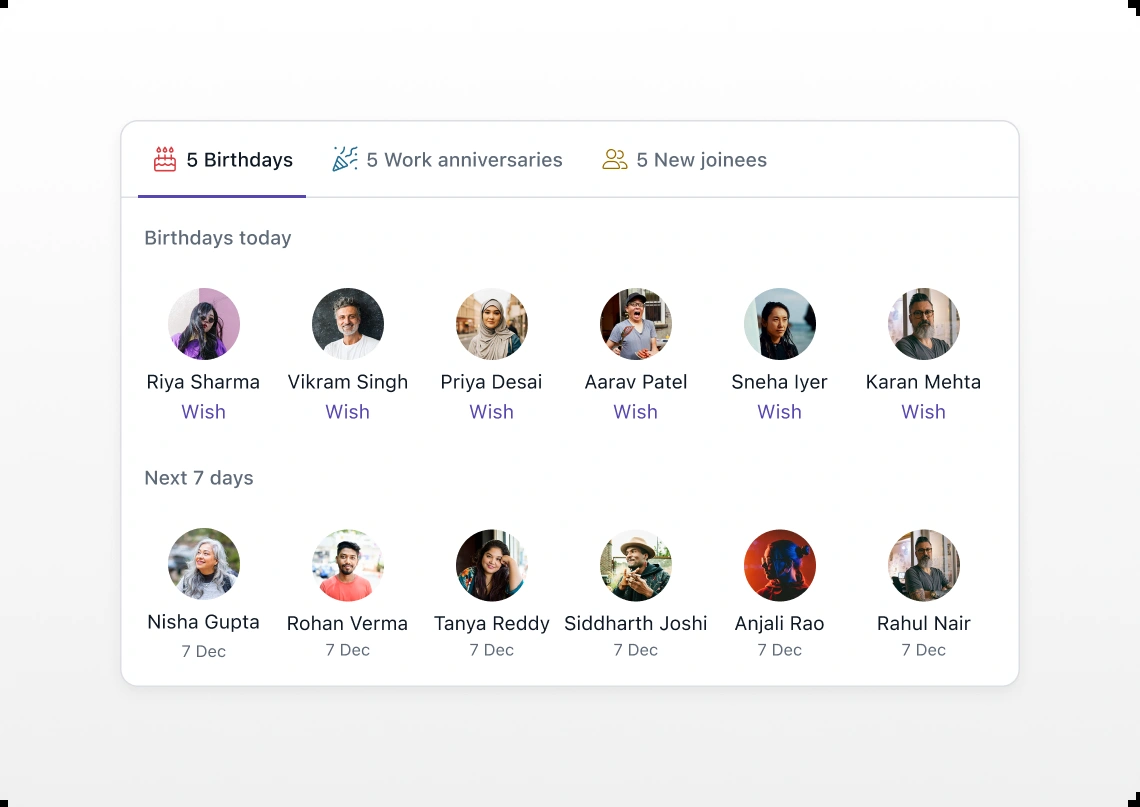 5 Birthdays 5 Work anniversaries 5 New joinees
Birthdays today
Riya Sharma Vikram Singh Priya Desai Aarav Patel Sneha Iyer Karan Mehta
Wish Wish Wish Wish Wish Wish
Next 7 days
Nisha Gupta Rohan Verma Tanya Reddy Siddharth Joshi Anjali Rao Rahul Nair
7 Dec 7 Dec 7 Dec 7 Dec 7 Dec 7 Dec